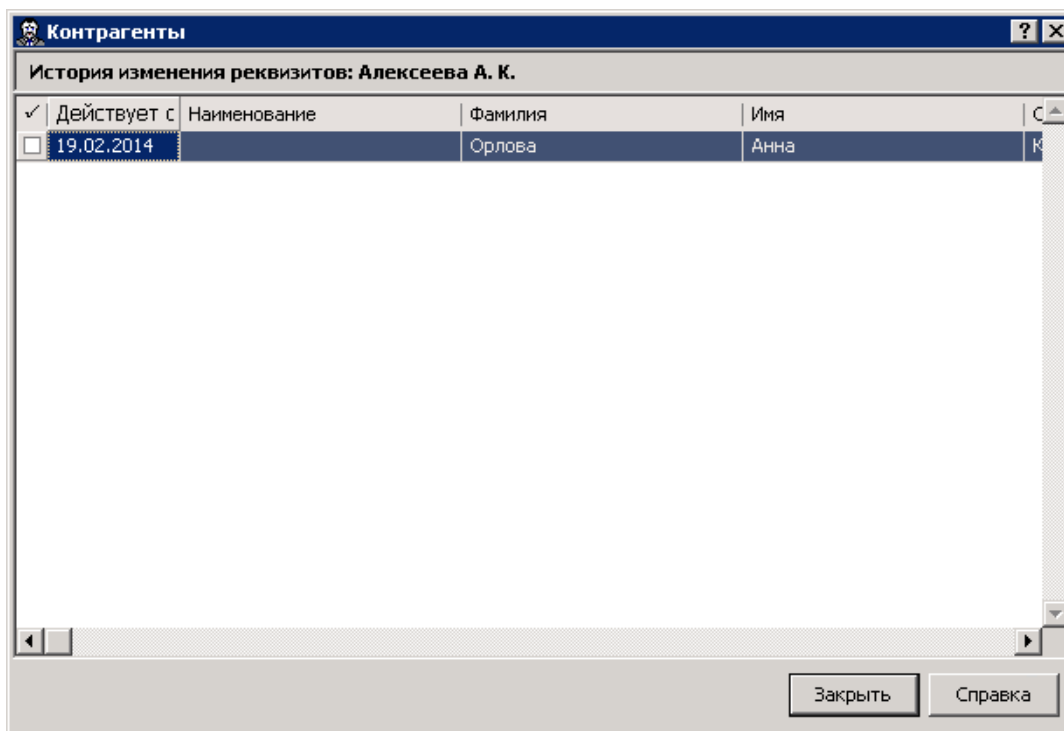 Контрагенты
История изменения реквизитов: Алексеева А. К.
Действует с Наименование Фамилия Имя
19.02.2014 Орлова Анна
Закрыть Справка